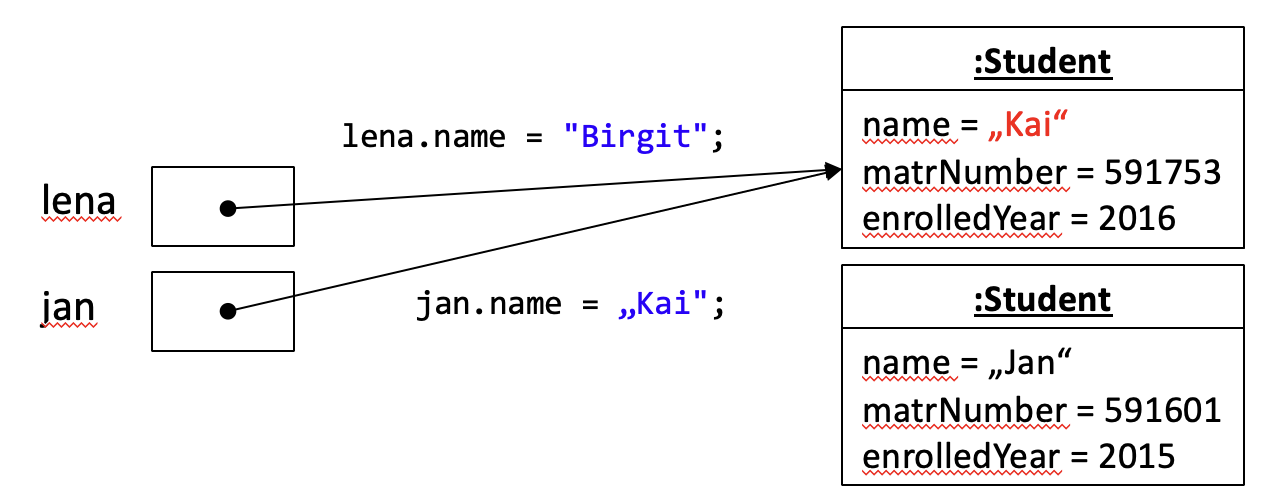 lena.name = "Birgit";
lena
jan
jan.name = „Kai";
:Student
name = „Kai“
matrNumber = 591753
enrolledYear = 2016
:Student
name = „Jan“
matrNumber = 591601
enrolledYear = 2015